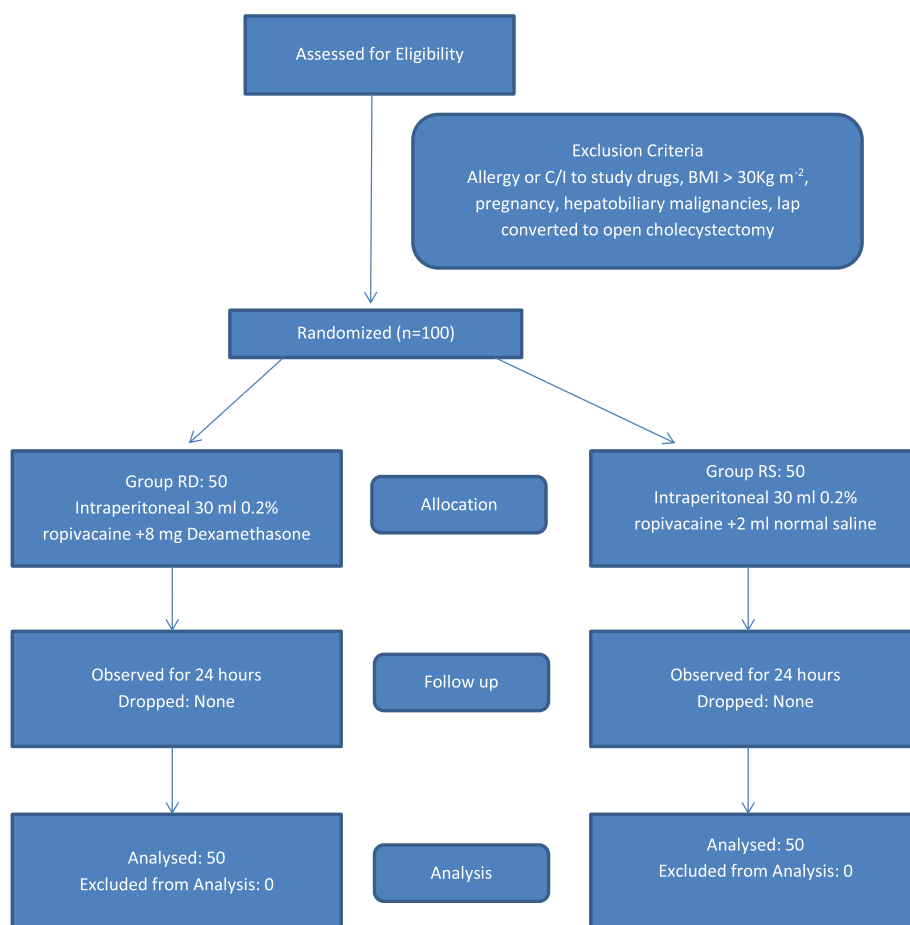 Assessed for Eligibility
Exclusion Criteria
Allergy or C/I to study drugs, BMI > 30Kg m⁻²,
pregnancy, hepatobiliary malignancies, lap
converted to open cholecystectomy
Randomized (n=100)
Group RD: 50
Intraperitoneal 30 ml 0.2%
ropivacaine +8 mg Dexamethasone
Allocation
Group RS: 50
Intraperitoneal 30 ml 0.2%
ropivacaine +2 ml normal saline
Observed for 24 hours
Dropped: None
Follow up
Observed for 24 hours
Dropped: None
Analysed: 50
Excluded from Analysis: 0
Analysis
Analysed: 50
Excluded from Analysis: 0